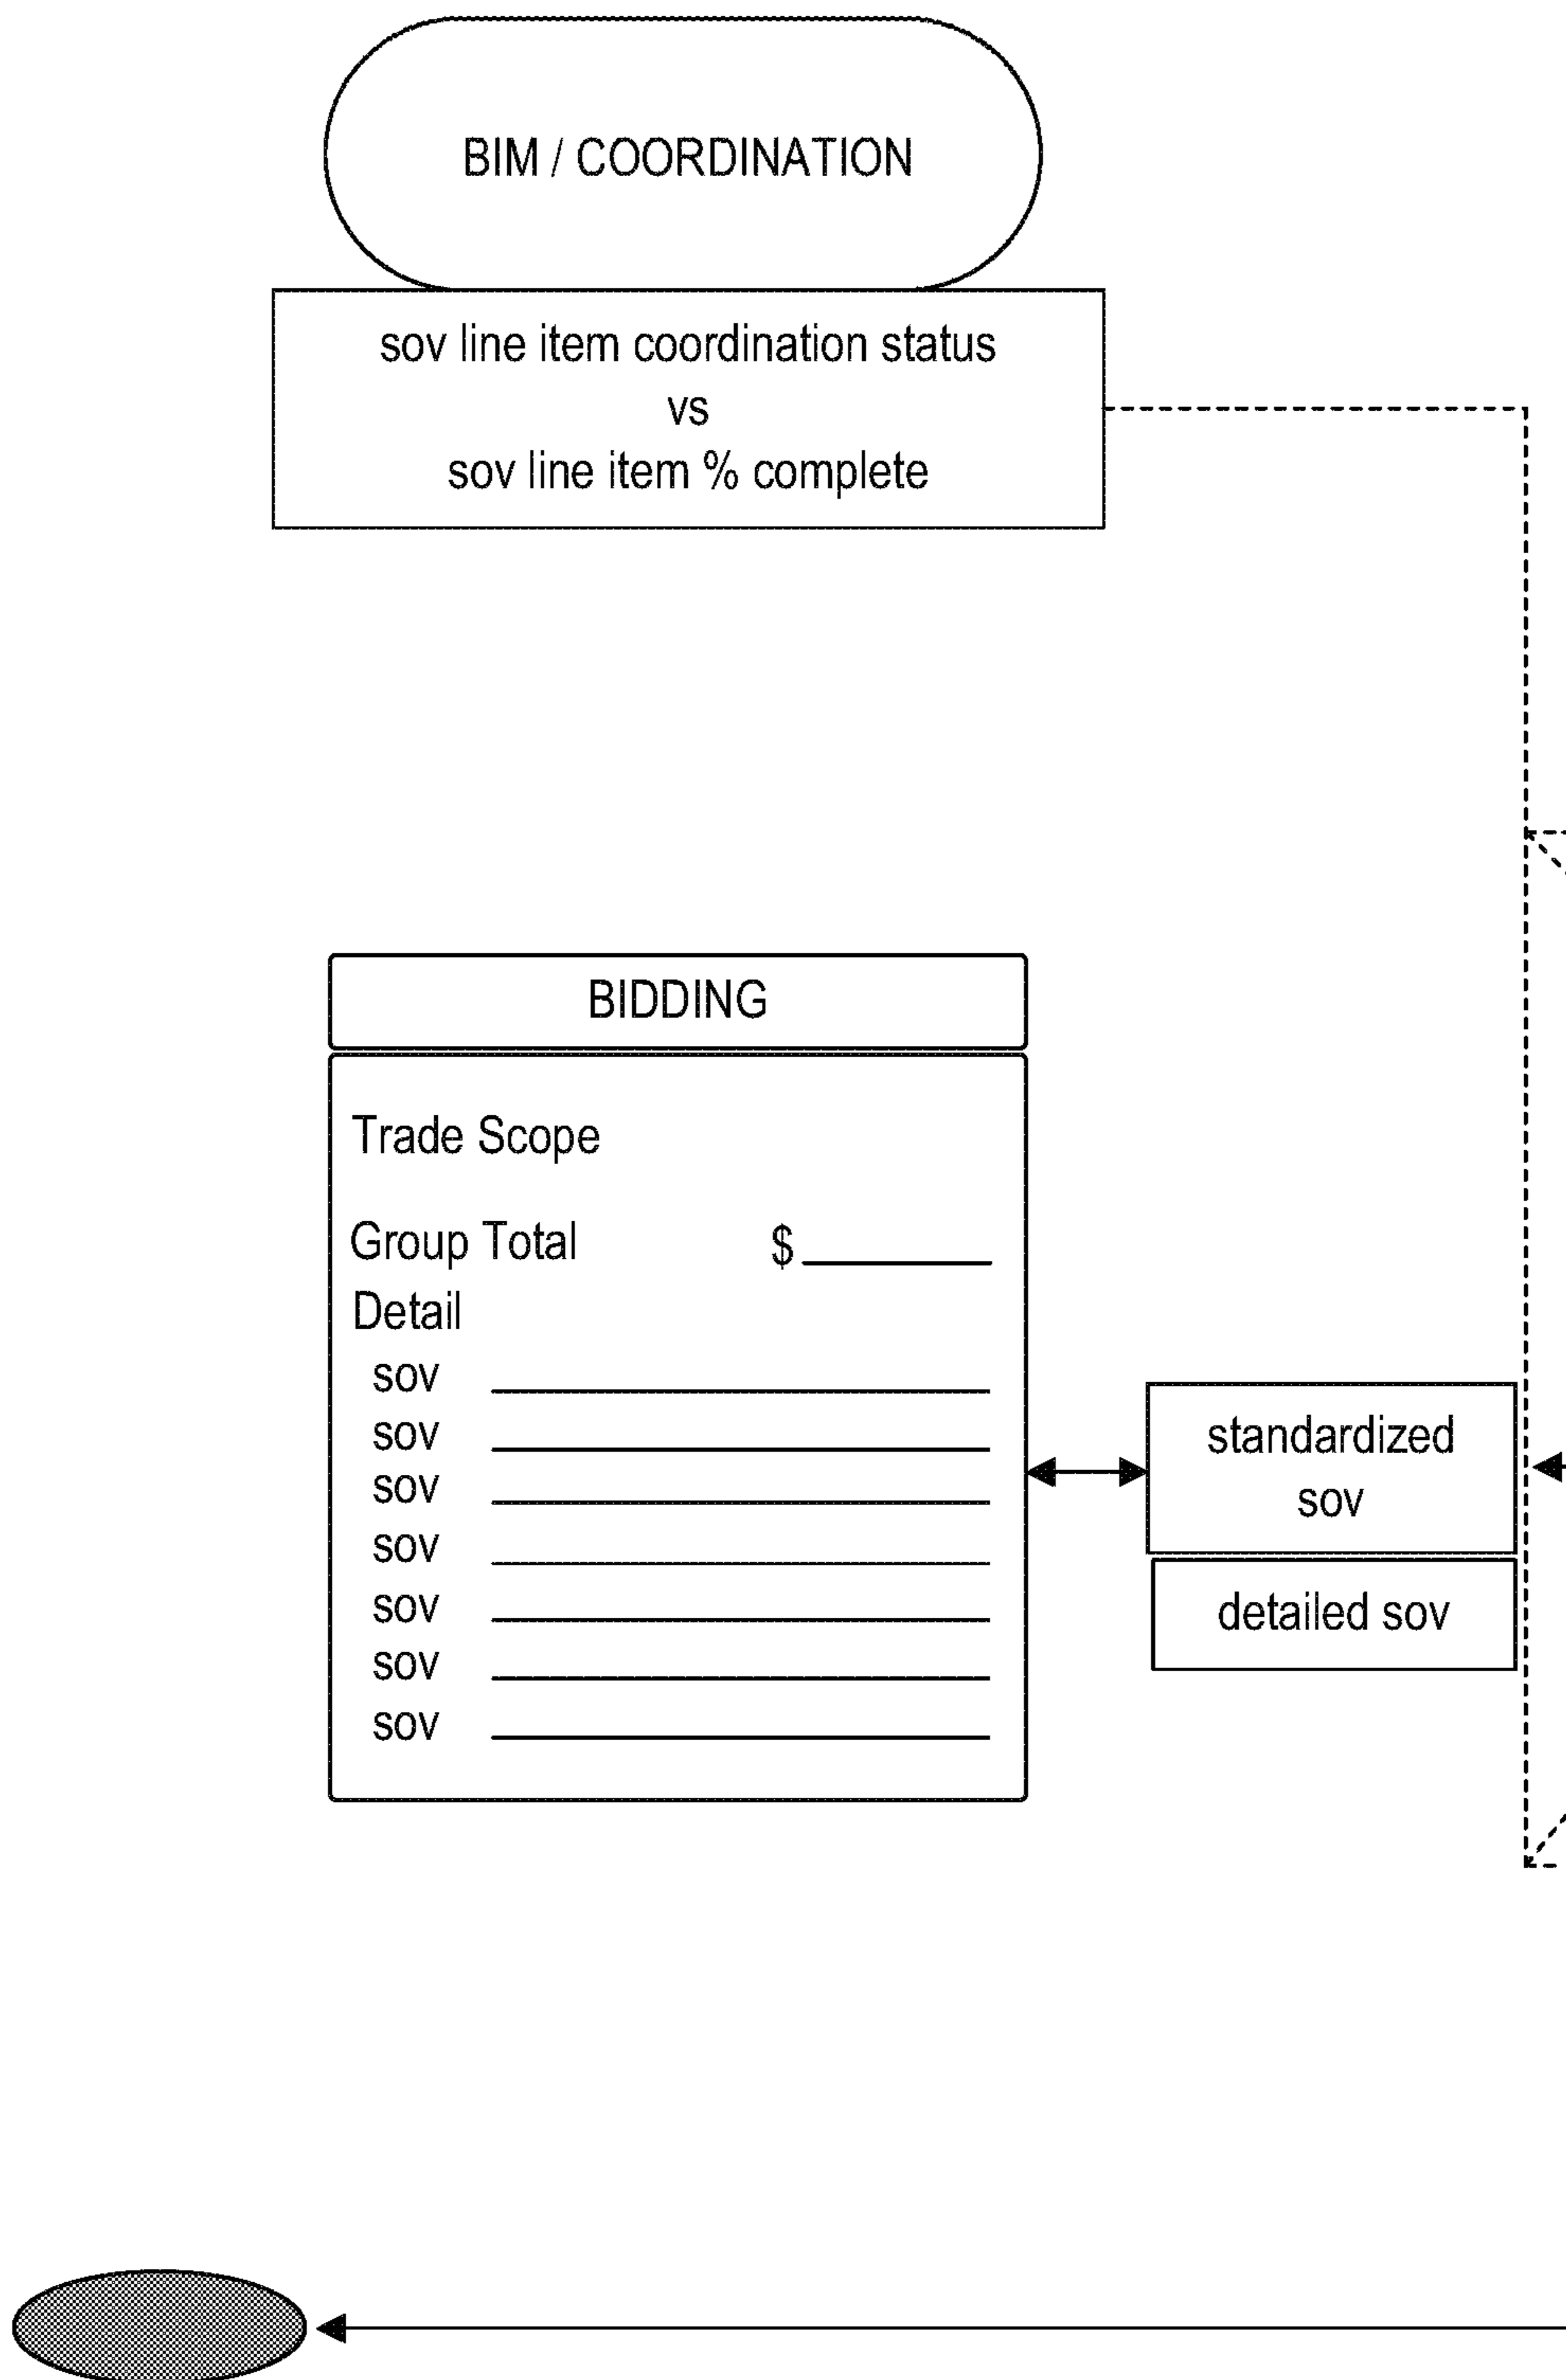 BIM / COORDINATION
sov line item coordination status
vs
sov line item % complete
BIDDING
Trade Scope
Group Total $
Detail
sov
sov
sov
sov
sov
sov
sov
standardized
sov
detailed sov